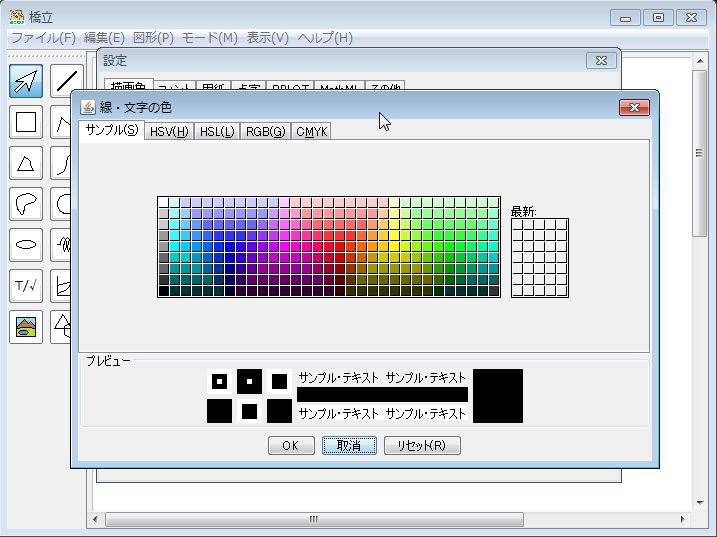 橋立
ファイル(F) 編集(E) 図形(P) モード(M) 表示(V) ヘルプ(H)
設定
描画色 フォント 用紙 点字 BPLOT MathML その他
線・文字の色
サンプル(S) HSV(H) HSL(L) RGB(G) CMYK
最新:
T/√
プレビュー
サンプル・テキスト サンプル・テキスト
サンプル・テキスト サンプル・テキスト
OK 取消 リセット(R)